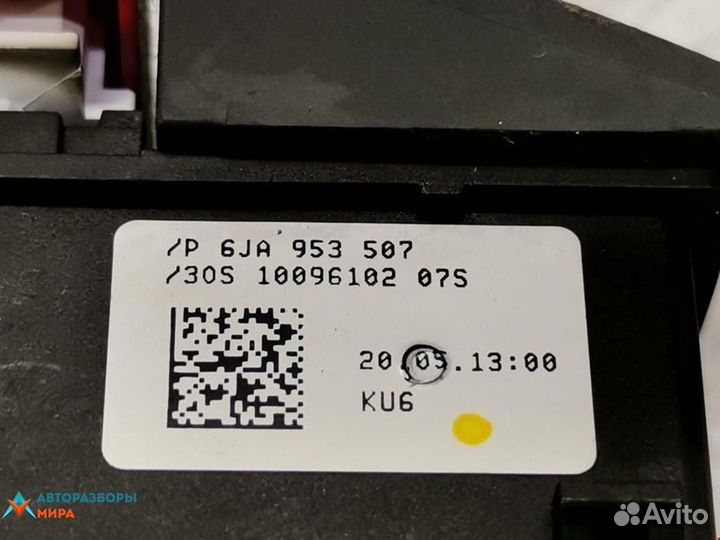 /P 6JA 953 507
/30S 10096102 07S
20.05.13:00
KU6
АВТОРАЗБОРЫ
МИРА
Avito